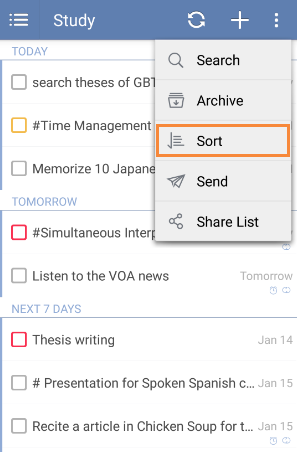 Study
TODAY
search theses of GBT
#Time Management
Memorize 10 Japane
Search
Archive
Sort
Send
Share List
TOMORROW
#Simultaneous Interp
Listen to the VOA news Tomorrow
NEXT 7 DAYS
Thesis writing Jan 14
# Presentation for Spoken Spanish c... Jan 15
Recite a article in Chicken Soup for t... Jan 15